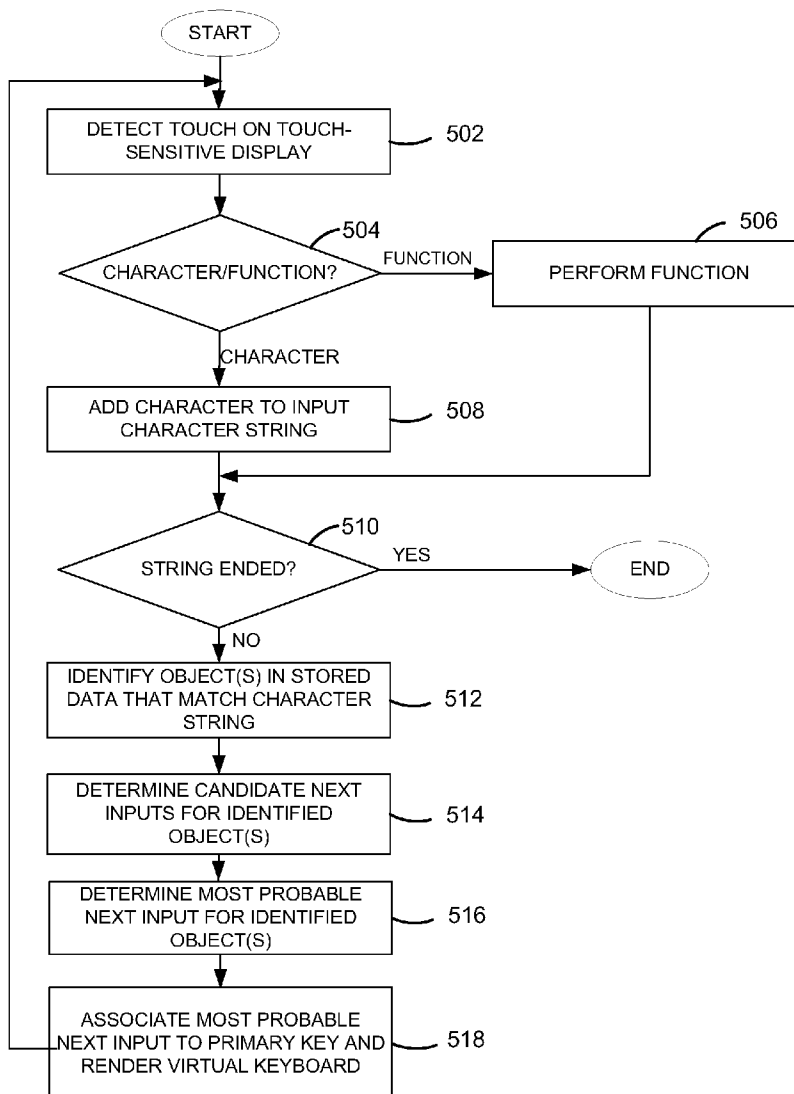 START
DETECT TOUCH ON TOUCH-
SENSITIVE DISPLAY
502
504
CHARACTER/FUNCTION?
FUNCTION
506
PERFORM FUNCTION
CHARACTER
ADD CHARACTER TO INPUT
CHARACTER STRING
508
510
STRING ENDED?
YES
END
NO
IDENTIFY OBJECT(S) IN STORED
DATA THAT MATCH CHARACTER
STRING
512
DETERMINE CANDIDATE NEXT
INPUTS FOR IDENTIFIED
OBJECT(S)
514
DETERMINE MOST PROBABLE
NEXT INPUT FOR IDENTIFIED
OBJECT(S)
516
ASSOCIATE MOST PROBABLE
NEXT INPUT TO PRIMARY KEY AND
RENDER VIRTUAL KEYBOARD
518